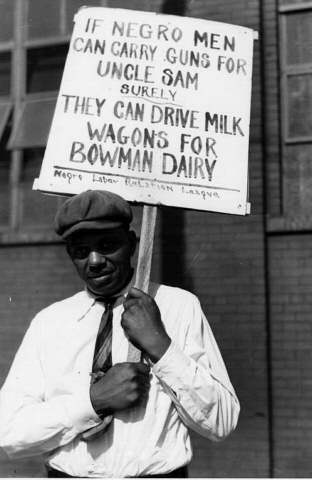 IF NEGRO MEN
CAN CARRY GUNS FOR
UNCLE SAM
SURELY
THEY CAN DRIVE MILK
WAGONS FOR
BOWMAN DAIRY
Negro Labor Relation League